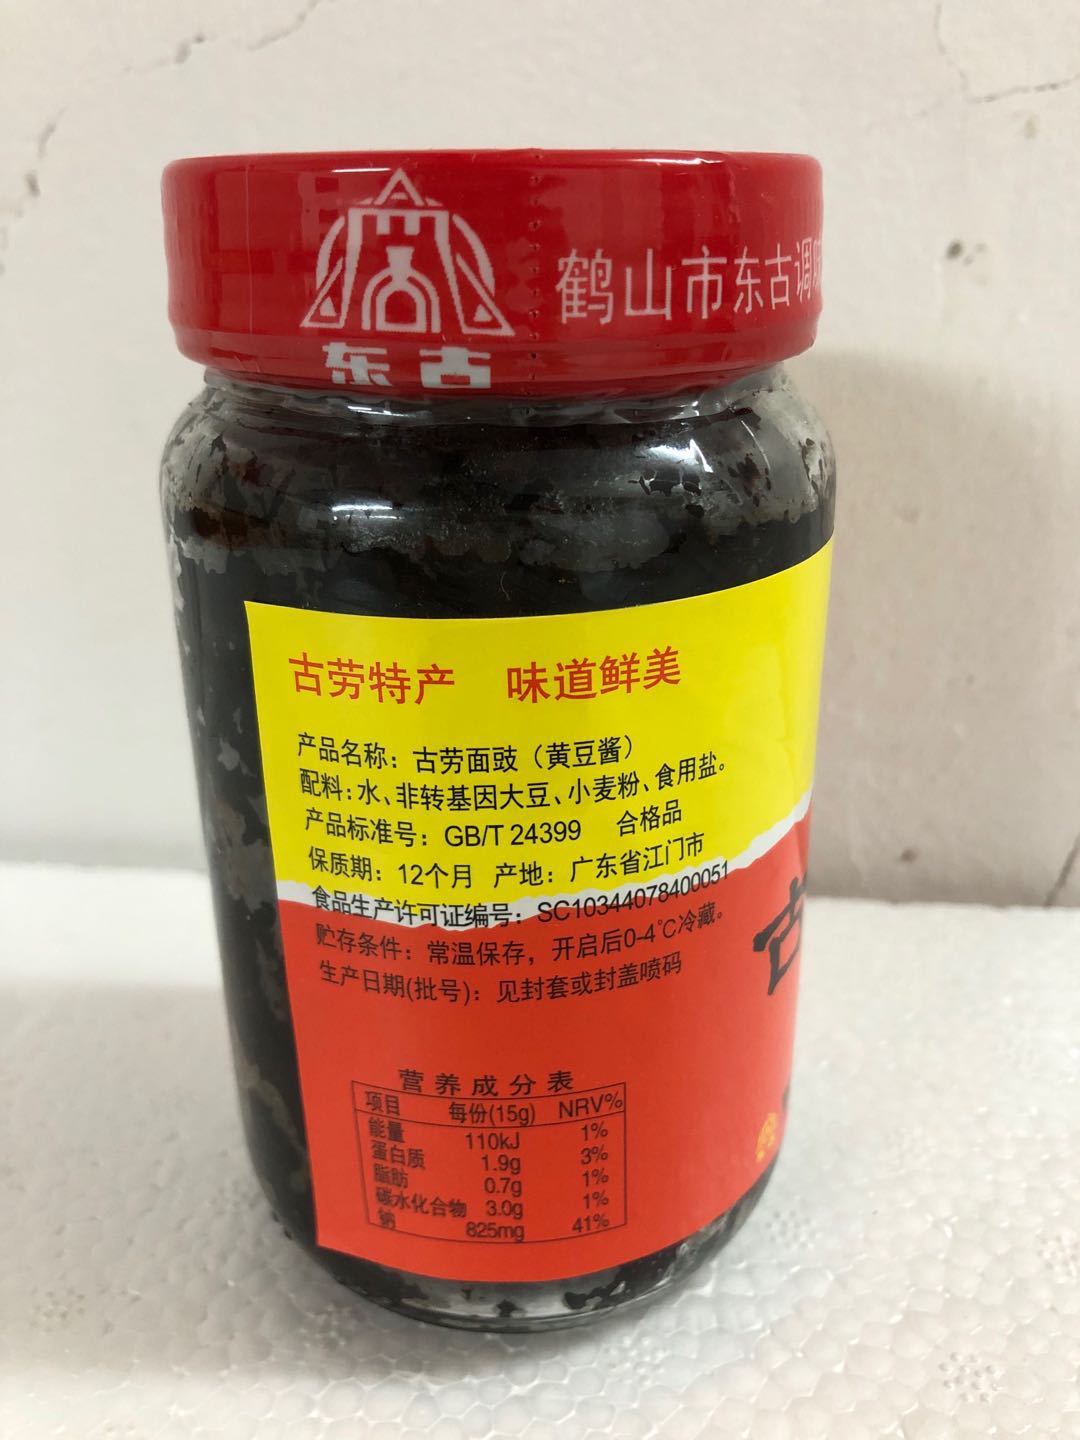 东古
鹤山市东古调味
古劳特产 味道鲜美
产品名称：古劳面豉（黄豆酱）
配料：水、非转基因大豆、小麦粉、食用盐。
产品标准号：GB/T 24399 合格品
保质期：12个月 产地：广东省江门市
食品生产许可证编号：SC10344078400051
贮存条件：常温保存，开启后0-4℃冷藏。
生产日期(批号)：见封套或封盖喷码
古
营养成分表
项目 每份(15g) NRV%
能量 110kJ 1%
蛋白质 1.9g 3%
脂肪 0.7g 1%
碳水化合物 3.0g 1%
钠 825mg 41%